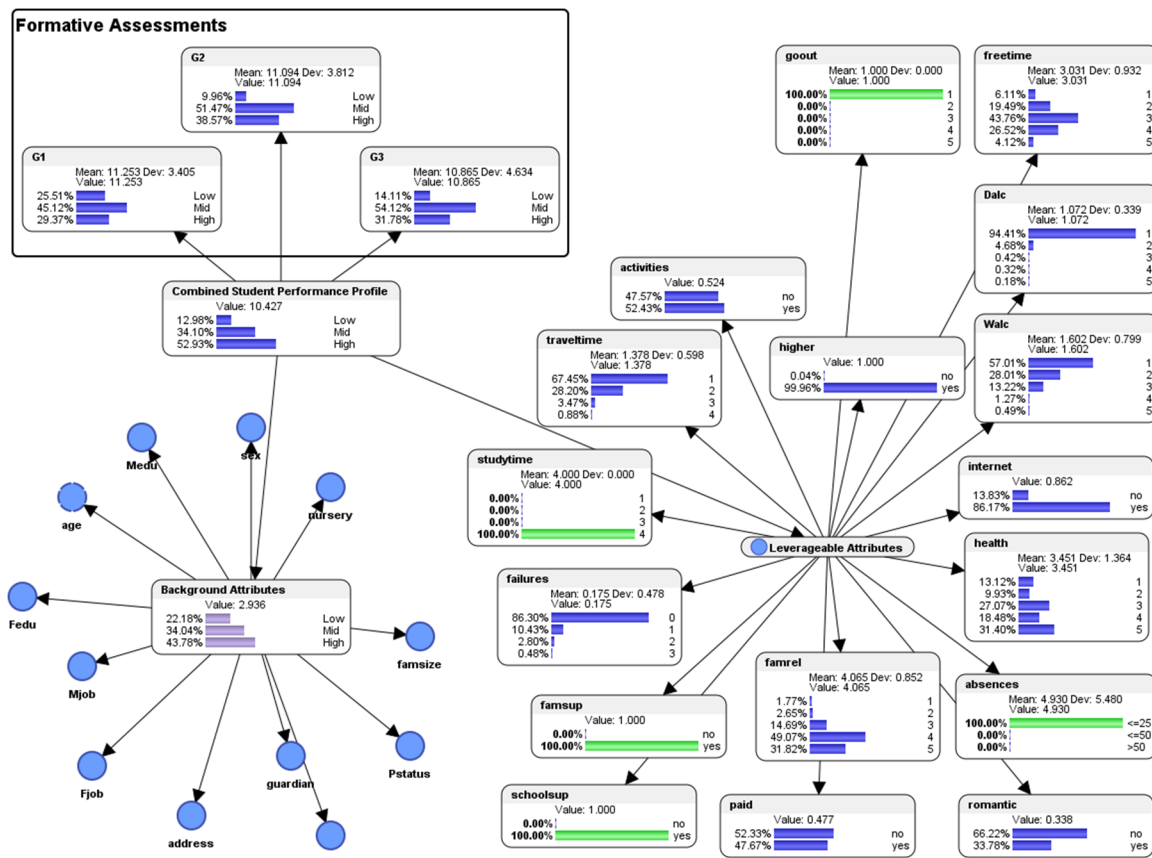 Formative Assessments
G2
Mean: 11.094 Dev: 3.812
Value: 11.094
9.96% Low
51.47% Mid
38.57% High
G1
Mean: 11.253 Dev: 3.405
Value: 11.253
25.51% Low
45.12% Mid
29.37% High
G3
Mean: 10.865 Dev: 4.634
Value: 10.865
14.11% Low
54.12% Mid
31.78% High
Combined Student Performance Profile
Value: 10.427
12.98% Low
34.10% Mid
52.93% High
Medu
sex
age
nursery
Background Attributes
Value: 2.936
22.18% Low
34.04% Mid
43.78% High
Fedu
famsize
Mjob
Fjob
guardian
Pstatus
address
goout
Mean: 1.000 Dev: 0.000
Value: 1.000
100.00% 1
0.00% 2
0.00% 3
0.00% 4
0.00% 5
freetime
Mean: 3.031 Dev: 0.932
Value: 3.031
6.11% 1
19.49% 2
43.76% 3
26.52% 4
4.12% 5
Dalc
Mean: 1.072 Dev: 0.339
Value: 1.072
94.41% 1
4.68% 2
0.42% 3
0.32% 4
0.18% 5
activities
Value: 0.524
47.57% no
52.43% yes
Walc
Mean: 1.602 Dev: 0.799
Value: 1.602
57.01% 1
28.01% 2
13.22% 3
1.27% 4
0.49% 5
traveltime
Mean: 1.378 Dev: 0.598
Value: 1.378
67.45% 1
28.20% 2
3.47% 3
0.88% 4
higher
Value: 1.000
0.04% no
99.96% yes
studytime
Mean: 4.000 Dev: 0.000
Value: 4.000
0.00% 1
0.00% 2
0.00% 3
100.00% 4
internet
Value: 0.862
13.83% no
86.17% yes
Leverageable Attributes
health
Mean: 3.451 Dev: 1.364
Value: 3.451
13.12% 1
9.93% 2
27.07% 3
18.48% 4
31.40% 5
failures
Mean: 0.175 Dev: 0.478
Value: 0.175
86.30% 0
10.43% 1
2.80% 2
0.48% 3
famrel
Mean: 4.065 Dev: 0.852
Value: 4.065
1.77% 1
2.65% 2
14.69% 3
49.07% 4
31.82% 5
absences
Mean: 4.930 Dev: 5.480
Value: 4.930
100.00% <=25
0.00% <=50
0.00% >50
famsup
Value: 1.000
0.00% no
100.00% yes
schoolsup
Value: 1.000
0.00% no
100.00% yes
paid
Value: 0.477
52.33% no
47.67% yes
romantic
Value: 0.338
66.22% no
33.78% yes